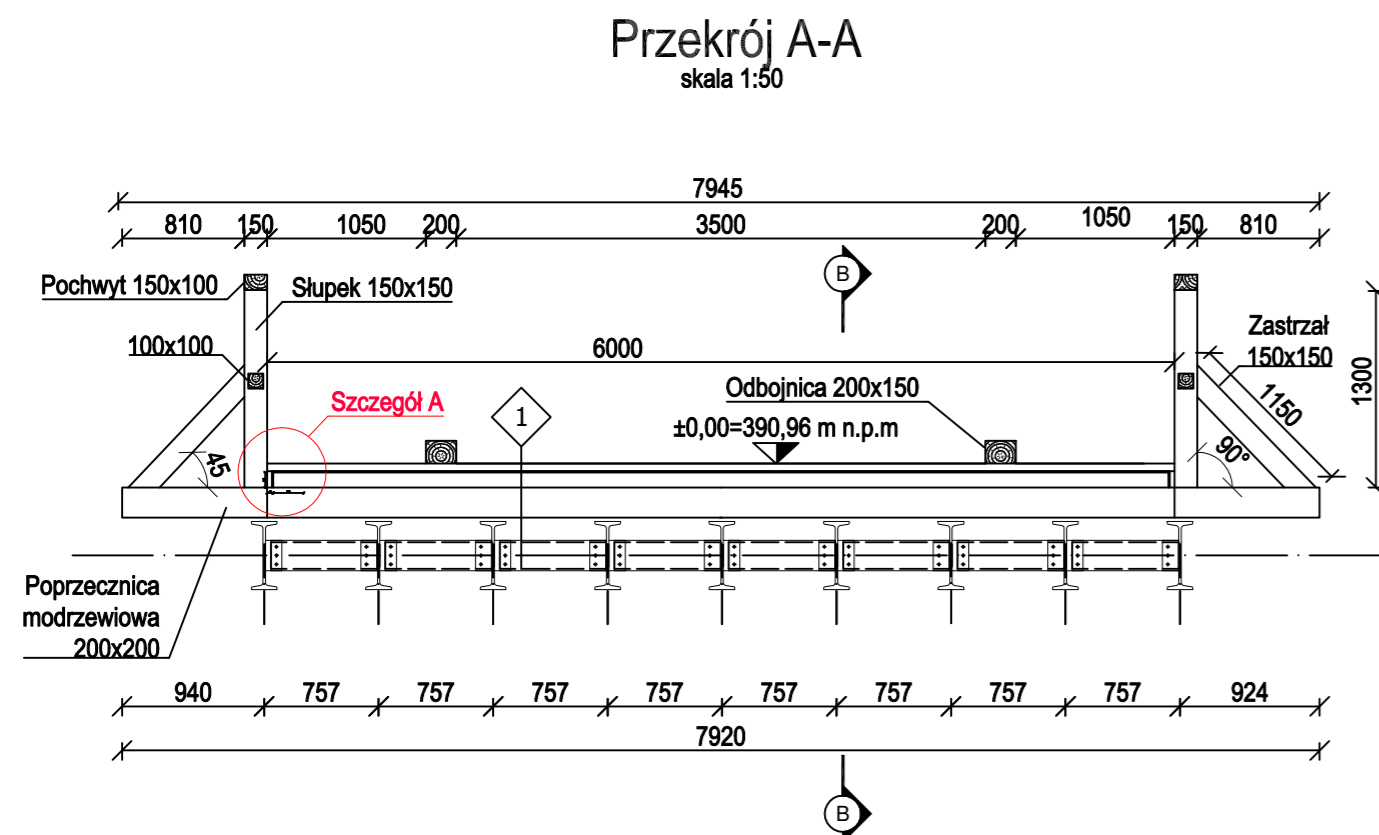 Przekrój A-A
skala 1:50
7945
810 150 1050 200 3500 200 1050 150 810
B
Pochwyt 150x100
Słupek 150x150
100x100
6000
Zastrzał
150x150
1150
1300
Szczegół A
1
Odbojnica 200x150
±0,00=390,96 m n.p.m
45
90°
Poprzecznica
modrzewiowa
200x200
940 757 757 757 757 757 757 757 757 924
7920
B